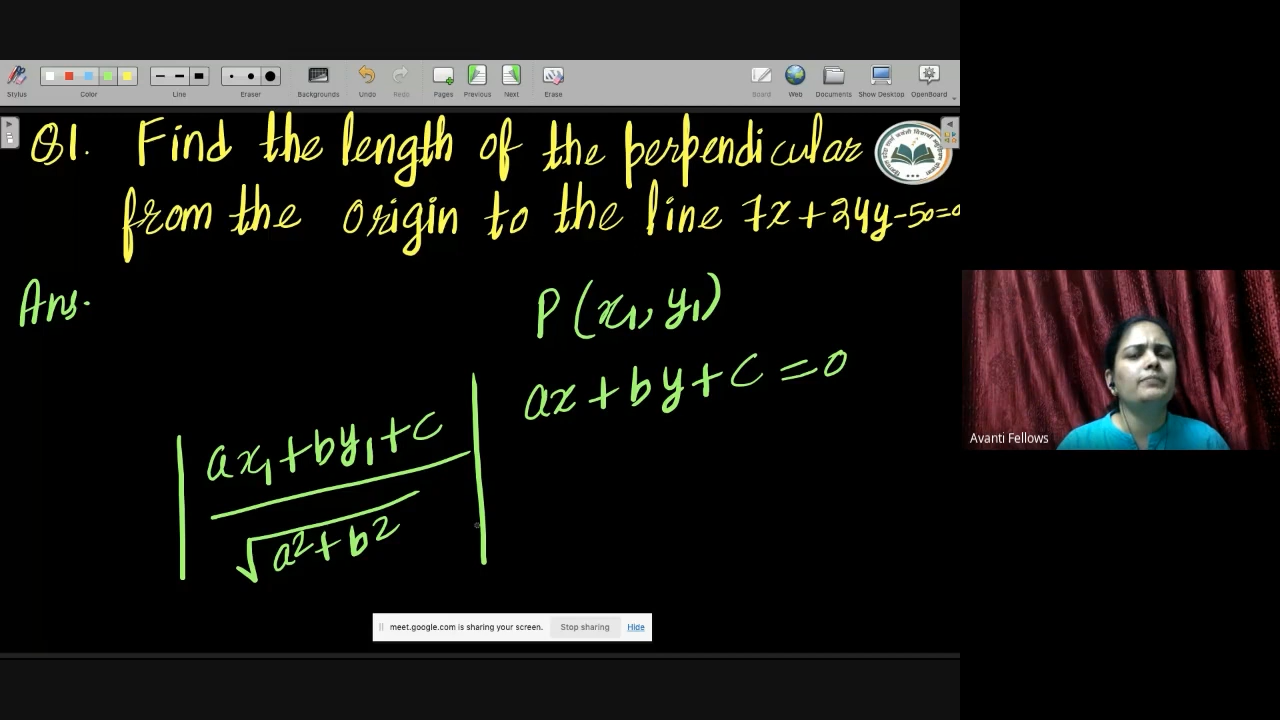 Stylus Color Line Eraser Backgrounds Undo Redo Pages Previous Next Erase Board Web Documents Show Desktop OpenBoard
Q1. Find the length of the perpendicular
from the origin to the line 7x+24y-50=0
Ans.
P(x₁, y₁)
ax+by+c=0
|ax₁+by₁+c
√a²+b²|
Avanti Fellows
meet.google.com is sharing your screen. Stop sharing Hide